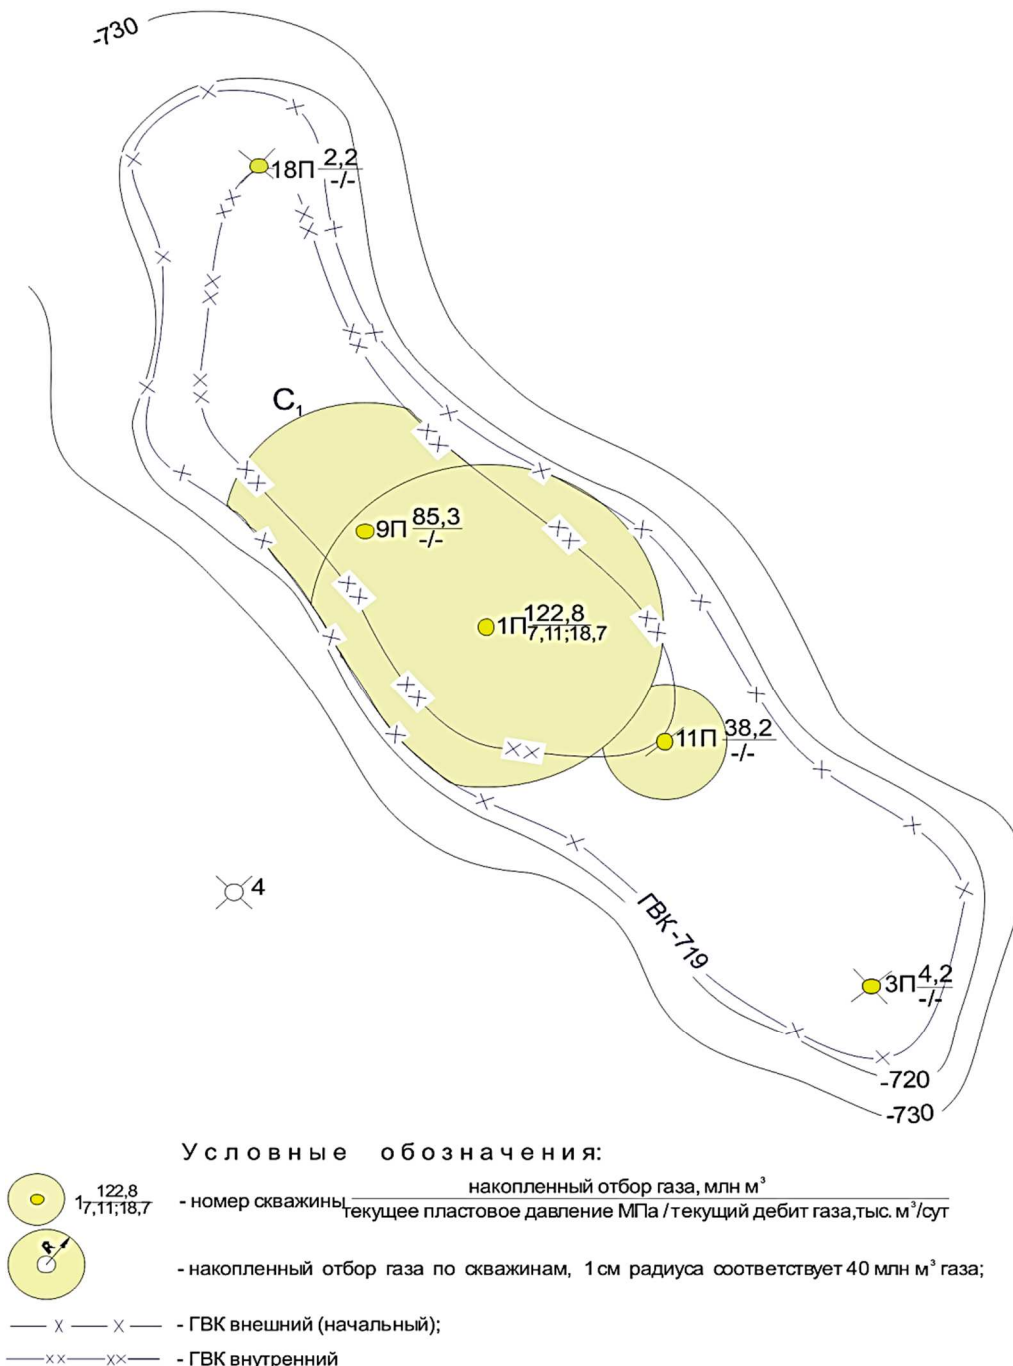 -730
18П 2,2
-/-
С₁
9П 85,3
-/-
1П 122,8
7,11;18,7
11П 38,2
-/-
4
ГВК -719
3П 4,2
-/-
-720
-730
Условные обозначения:
1 122,8
7,11;18,7
- номер скважины накопленный отбор газа, млн м³
текущее пластовое давление МПа / текущий дебит газа,тыс. м³/сут
R
- накопленный отбор газа по скважинам, 1см радиуса соответствует 40 млн м³ газа;
- ГВК внешний (начальный);
- ГВК внутренний